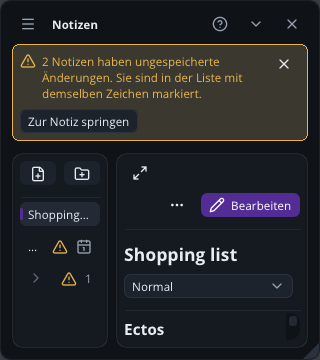 Notizen
2 Notizen haben ungespeicherte
Änderungen. Sie sind in der Liste mit
demselben Zeichen markiert.
Zur Notiz springen
Shopping...
...
1
Bearbeiten
Shopping list
Normal
Ectos